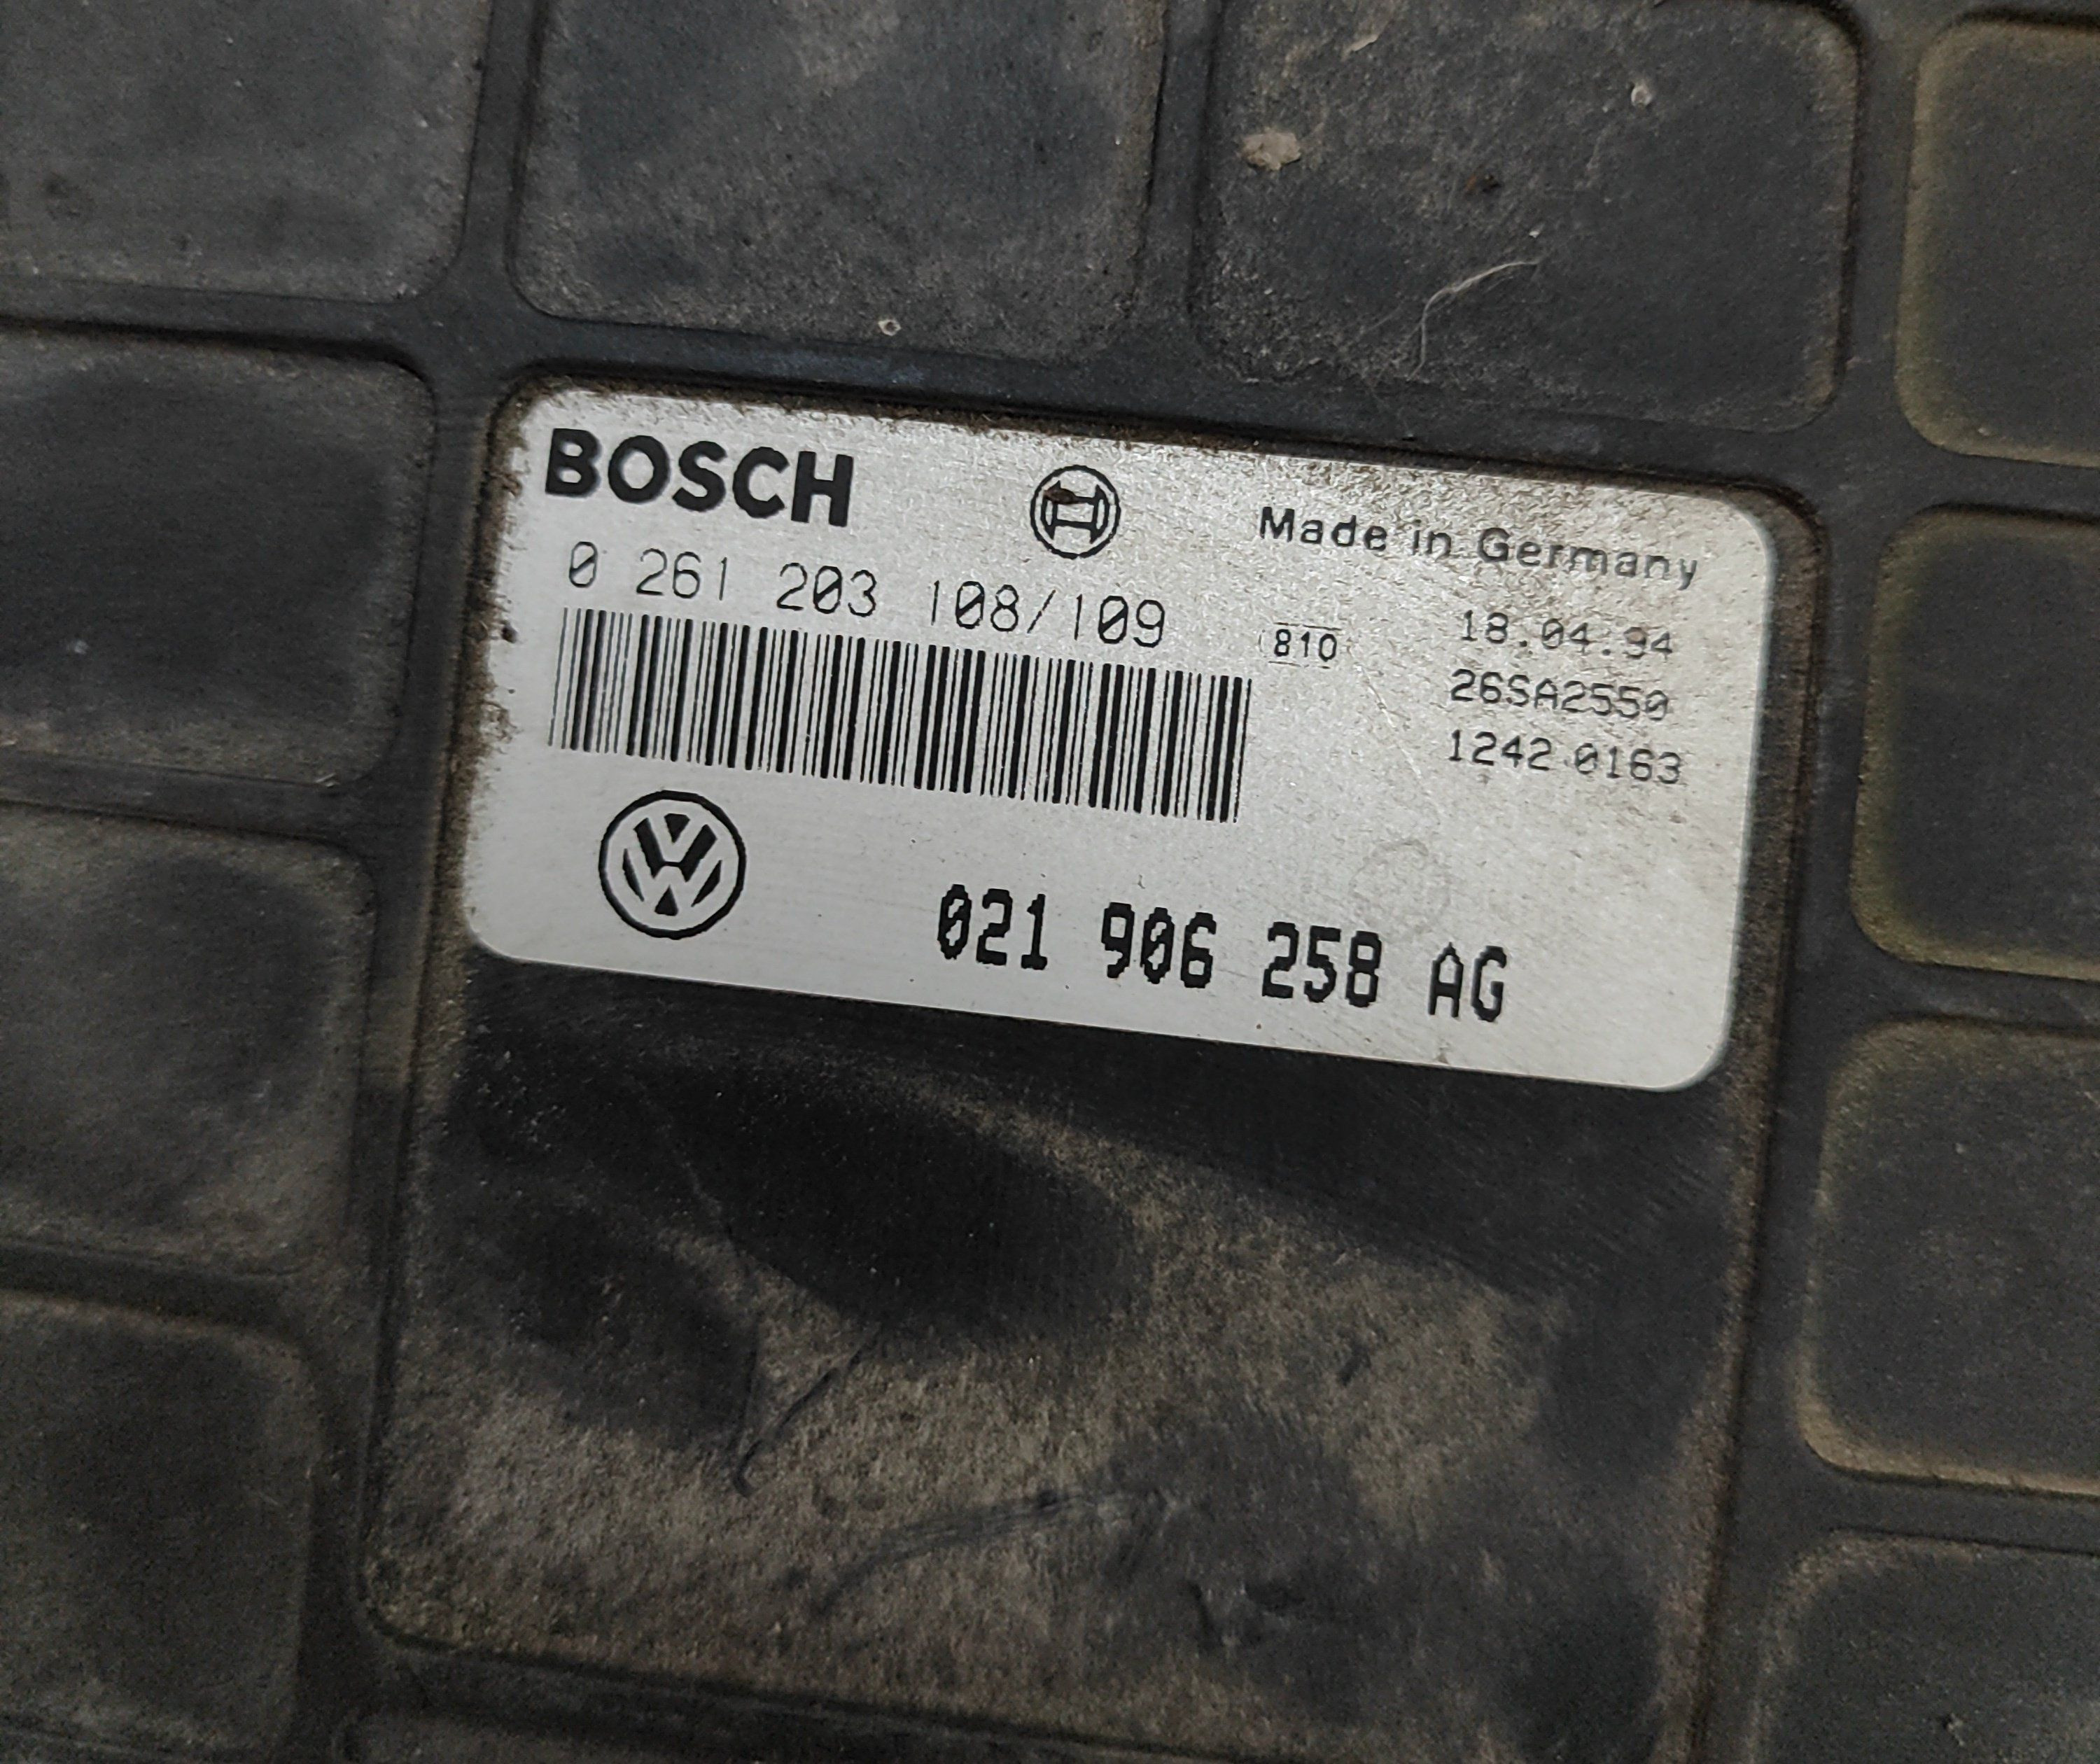 BOSCH
Made in Germany
0 261 203 108/109
810
18.04.94
26SA2550
1242 0163
021 906 258 AG